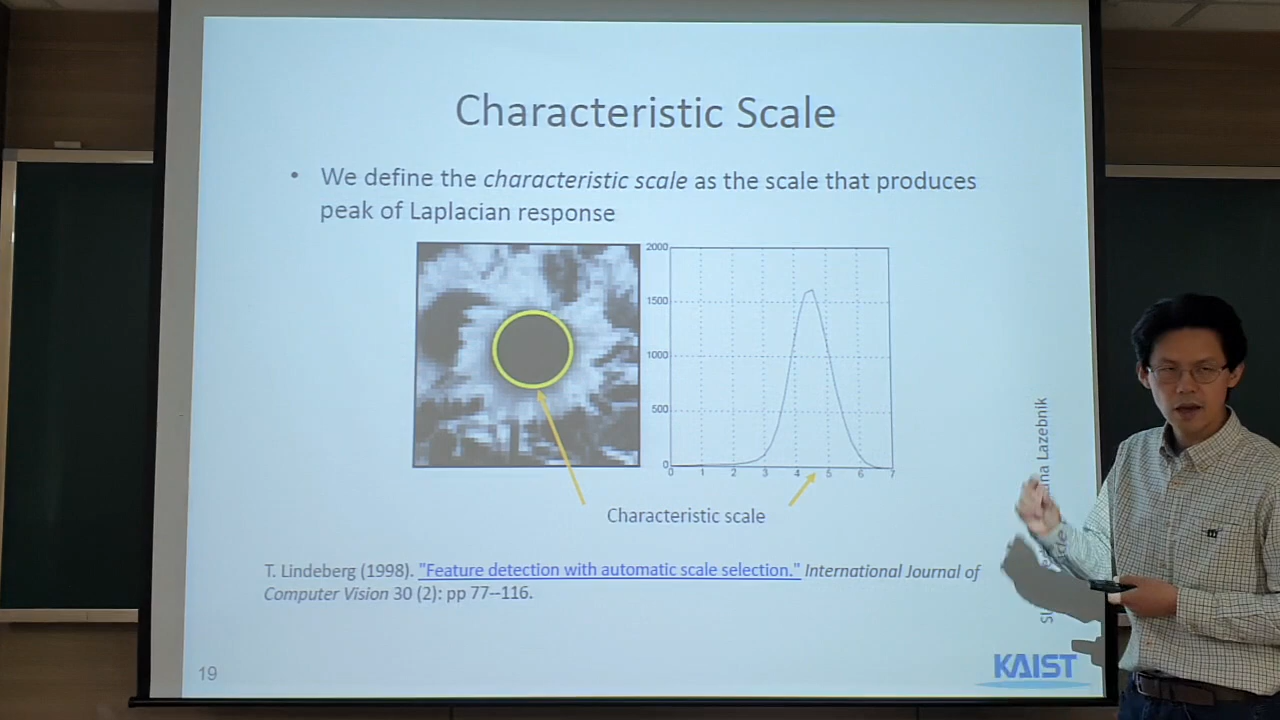 Characteristic Scale
• We define the characteristic scale as the scale that produces
peak of Laplacian response
2000
1500
1000
500
0
0 1 2 3 4 5 6 7
Characteristic scale
T. Lindeberg (1998). "Feature detection with automatic scale selection." International Journal of
Computer Vision 30 (2): pp 77--116.
Lazebnik
19
KAIST